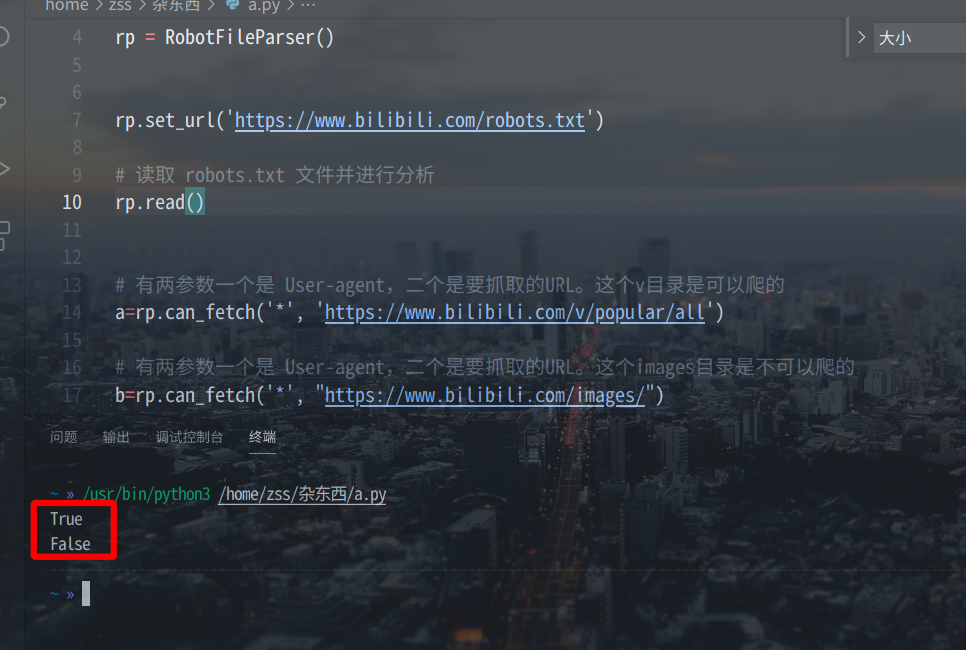 home > zss > 杂东西 > a.py > ...
大小
4 rp = RobotFileParser()
5
6
7 rp.set_url('https://www.bilibili.com/robots.txt')
8
9 # 读取 robots.txt 文件并进行分析
10 rp.read()
11
12
13 # 有两参数一个是 User-agent，二个是要抓取的URL。这个v目录是可以爬的
14 a=rp.can_fetch('*', 'https://www.bilibili.com/v/popular/all')
15
16 # 有两参数一个是 User-agent，二个是要抓取的URL。这个images目录是不可以爬的
17 b=rp.can_fetch('*', "https://www.bilibili.com/images/")
问题 输出 调试控制台 终端
~ » /usr/bin/python3 /home/zss/杂东西/a.py
True
False
~ »